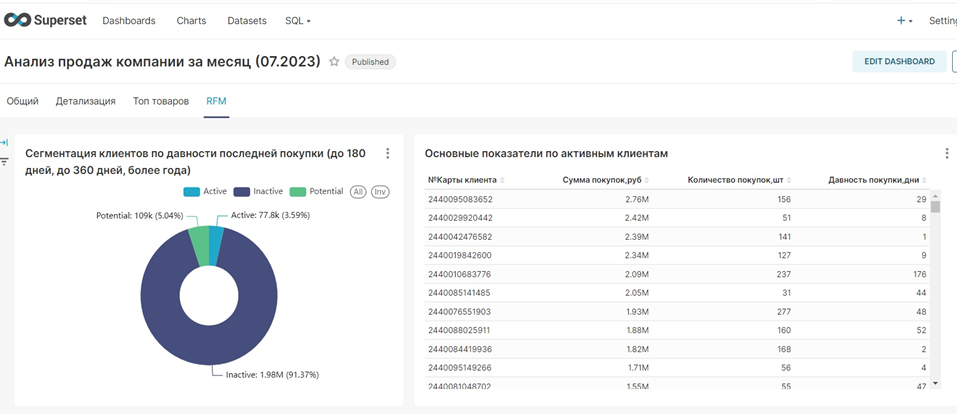 Superset Dashboards Charts Datasets SQL Setting
Анализ продаж компании за месяц (07.2023) Published EDIT DASHBOARD
Общий Детализация Топ товаров RFM
Сегментация клиентов по давности последней покупки (до 180
дней, до 360 дней, более года)
Active Inactive Potential All Inv
Potential: 109k (5.04%) Active: 77.8k (3.59%)
Inactive: 1.98M (91.37%)
Основные показатели по активным клиентам
№Карты клиента Сумма покупок,руб Количество покупок,шт Давность покупки,дни
2440095083652 2.76M 156 29
2440029920442 2.42M 51 8
2440042476582 2.39M 141 1
2440019842600 2.34M 127 9
2440010683776 2.09M 237 176
2440085141485 2.05M 31 44
2440076551903 1.93M 277 48
2440088025911 1.88M 160 52
2440084419936 1.82M 168 2
2440095149266 1.71M 56 4
2440081048702 1.55M 55 47